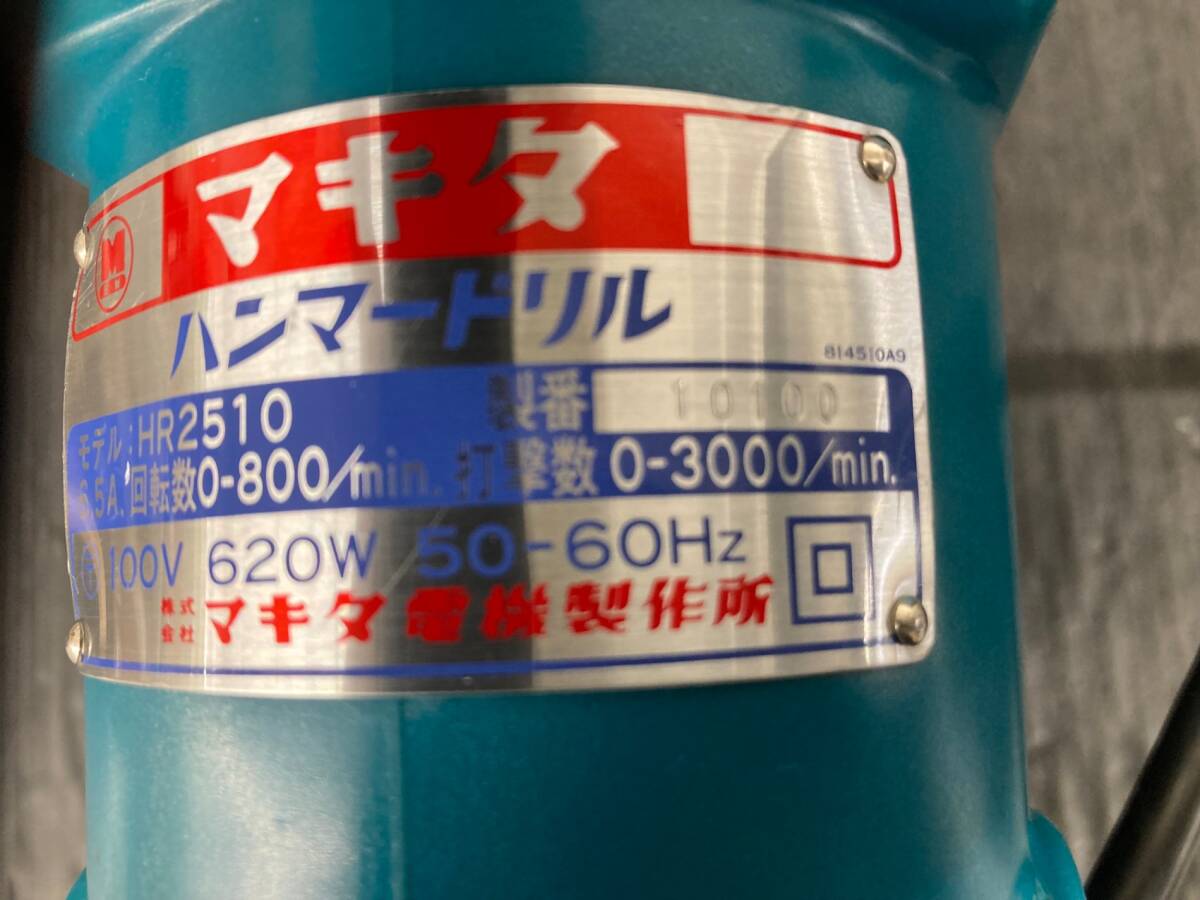 M
マキタ
ハンマードリル
814510A9
モデル:HR2510 製番 10100
6.5A. 回転数0-800/min. 打撃数 0-3000/min.
100V 620W 50-60Hz
株式会社 マキタ電機製作所